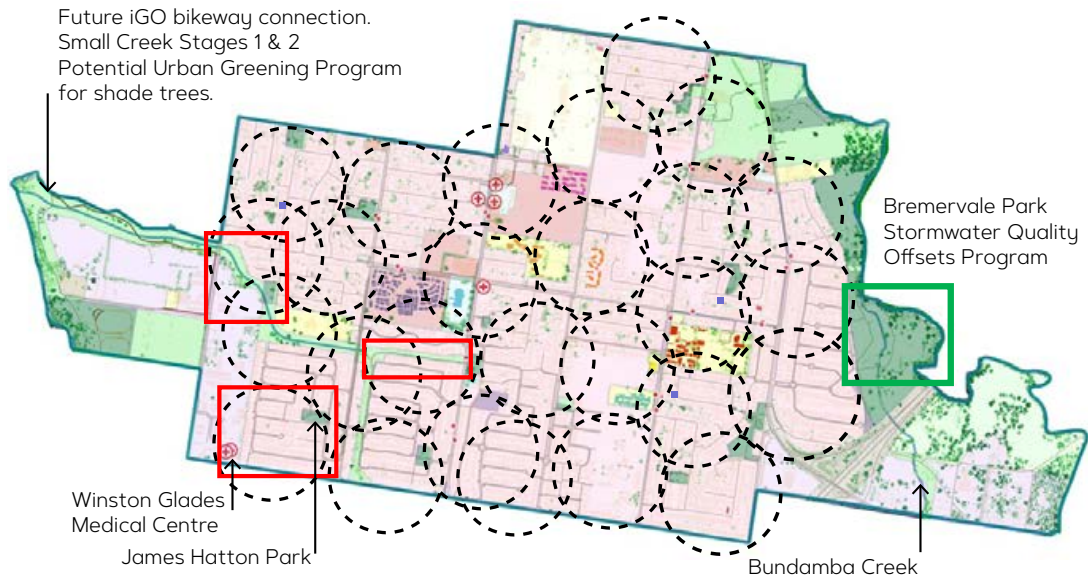 Future iGO bikeway connection.
Small Creek Stages 1 & 2
Potential Urban Greening Program
for shade trees.
Bremervale Park
Stormwater Quality
Offsets Program
Winston Glades
Medical Centre
James Hatton Park
Bundamba Creek